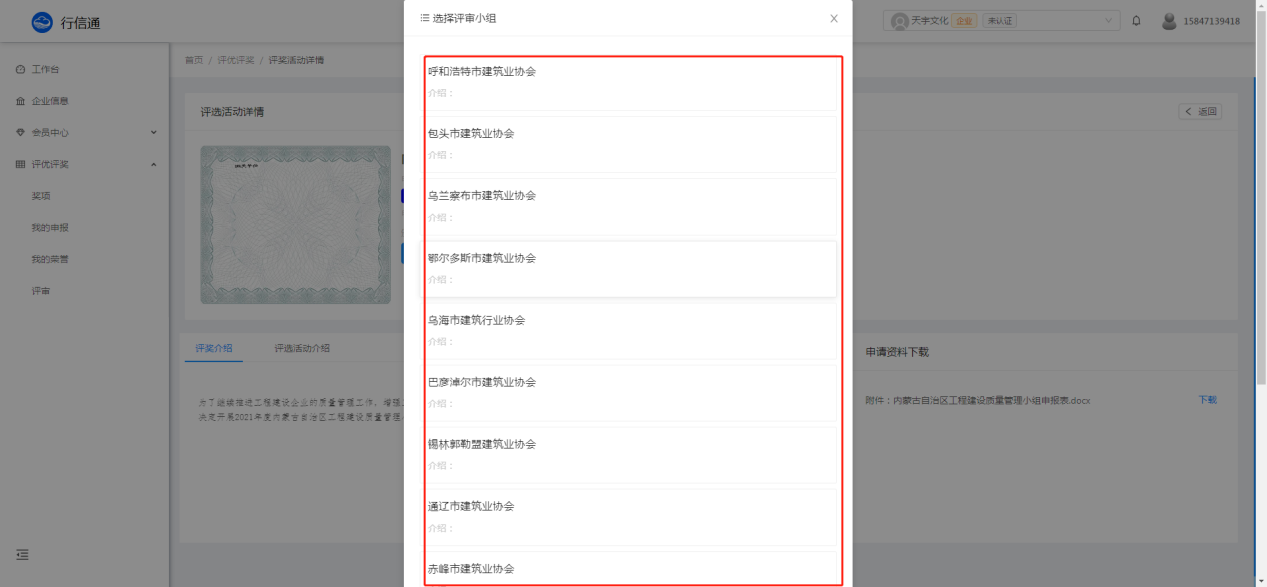 行信通
选择评审小组
天宇文化 企业 未认证
15847139418
工作台
企业信息
会员中心
评优评奖
奖项
我的申报
我的荣誉
评审
首页 / 评优评奖 / 评奖活动详情
评选活动详情
返回
呼和浩特市建筑业协会
介绍：
包头市建筑业协会
介绍：
乌兰察布市建筑业协会
介绍：
鄂尔多斯市建筑业协会
介绍：
乌海市建筑行业协会
介绍：
巴彦淖尔市建筑业协会
介绍：
锡林郭勒盟建筑业协会
介绍：
通辽市建筑业协会
介绍：
赤峰市建筑业协会
评奖介绍
评选活动介绍
为了继续推进工程建设企业的质量管理工作，增强
决定开展2021年度内蒙古自治区工程建设质量管理
申请资料下载
附件：内蒙古自治区工程建设质量管理小组申报表.docx
下载